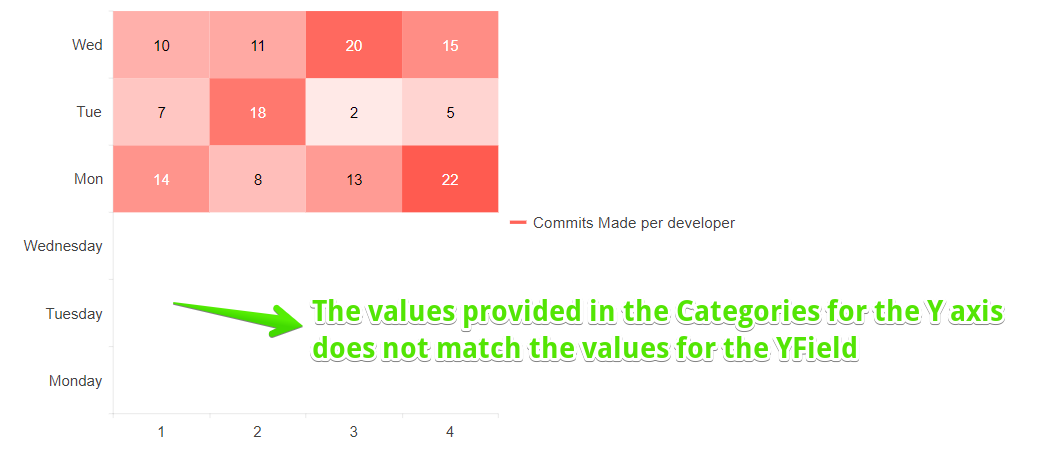 Wed 10 11 20 15
Tue 7 18 2 5
Mon 14 8 13 22
Commits Made per developer
Wednesday
The values provided in the Categories for the Y axis
Tuesday
does not match the values for the YField
Monday
1 2 3 4